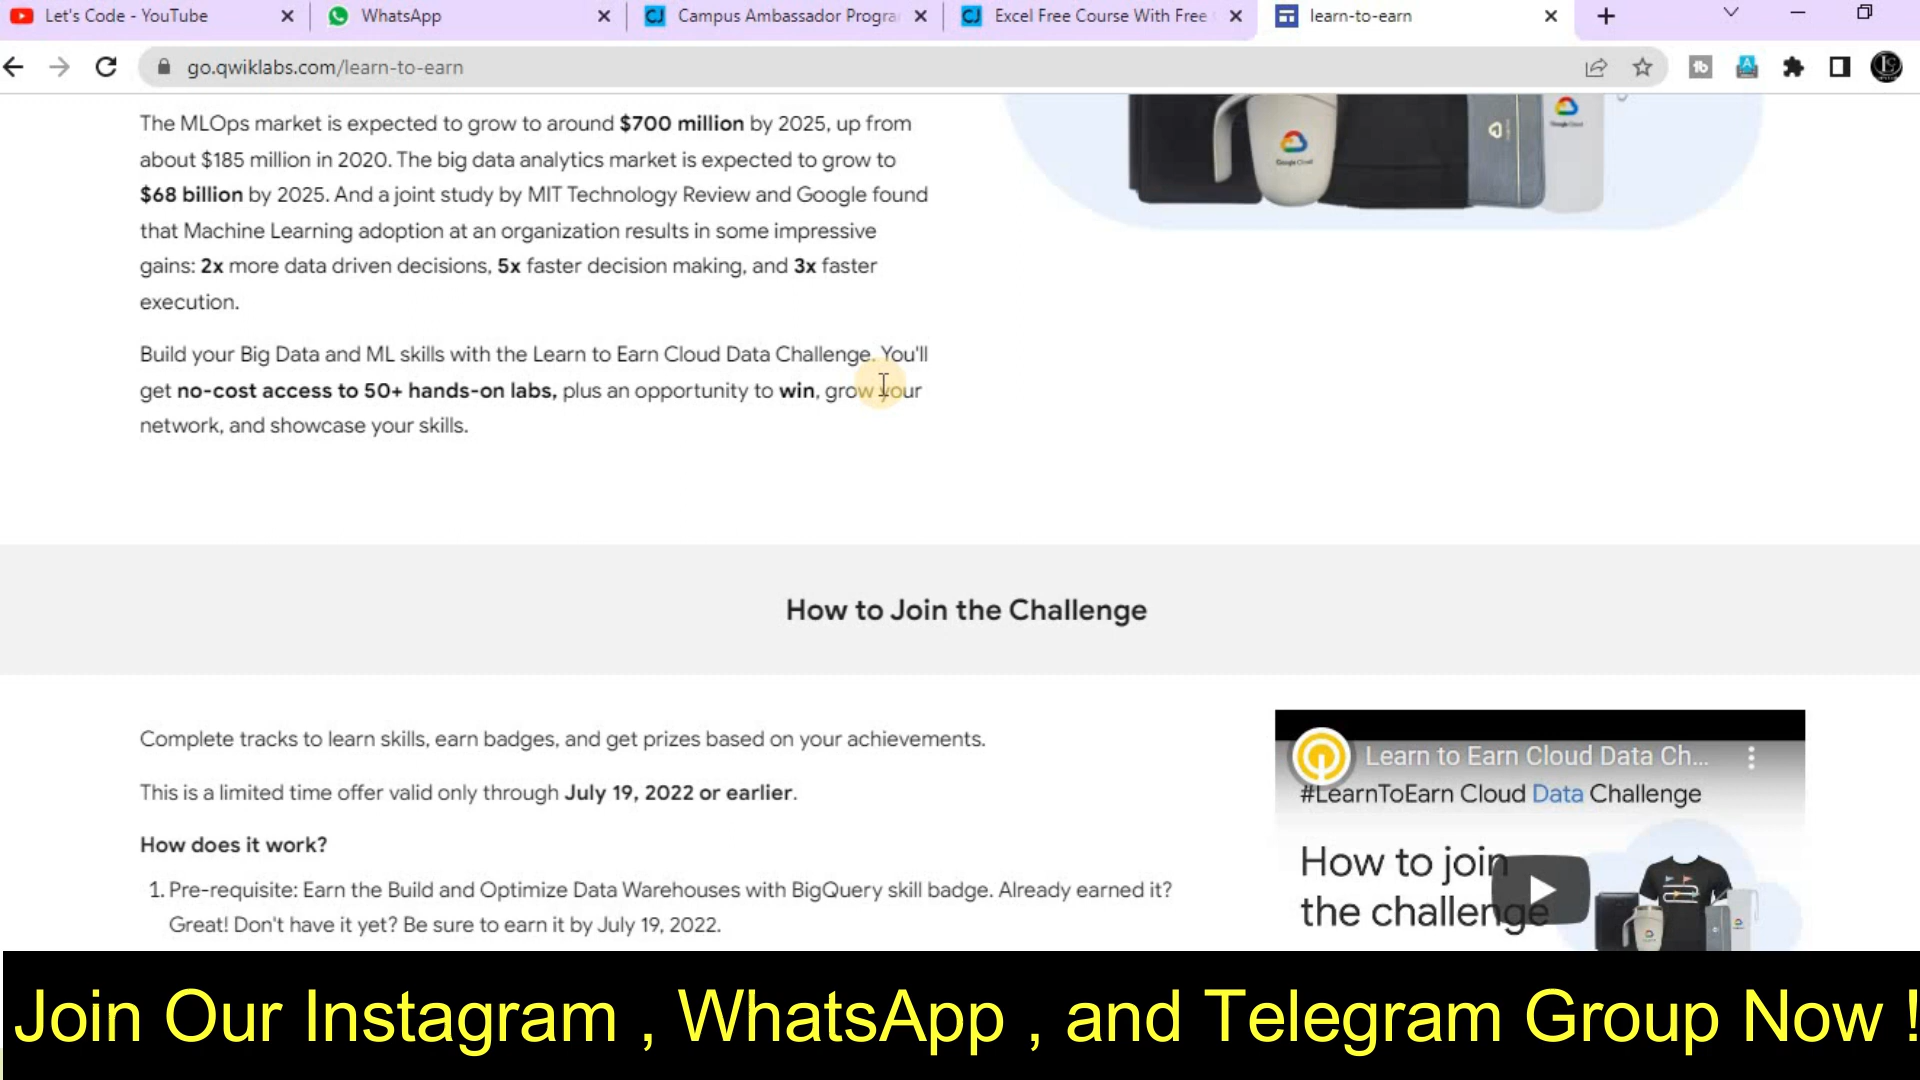 Let's Code - YouTube
WhatsApp
Campus Ambassador Progra
Excel Free Course With Free
learn-to-earn
go.qwiklabs.com/learn-to-earn
The MLOps market is expected to grow to around $700 million by 2025, up from
about $185 million in 2020. The big data analytics market is expected to grow to
$68 billion by 2025. And a joint study by MIT Technology Review and Google found
that Machine Learning adoption at an organization results in some impressive
gains: 2x more data driven decisions, 5x faster decision making, and 3x faster
execution.
Google Cloud
Google Cloud
Build your Big Data and ML skills with the Learn to Earn Cloud Data Challenge. You'll
get no-cost access to 50+ hands-on labs, plus an opportunity to win, grow your
network, and showcase your skills.
How to Join the Challenge
Complete tracks to learn skills, earn badges, and get prizes based on your achievements.
This is a limited time offer valid only through July 19, 2022 or earlier.
How does it work?
1. Pre-requisite: Earn the Build and Optimize Data Warehouses with BigQuery skill badge. Already earned it?
Great! Don't have it yet? Be sure to earn it by July 19, 2022.
Learn to Earn Cloud Data Ch...
#LearnToEarn Cloud Data Challenge
How to join
the challenge
Join Our Instagram , WhatsApp , and Telegram Group Now !